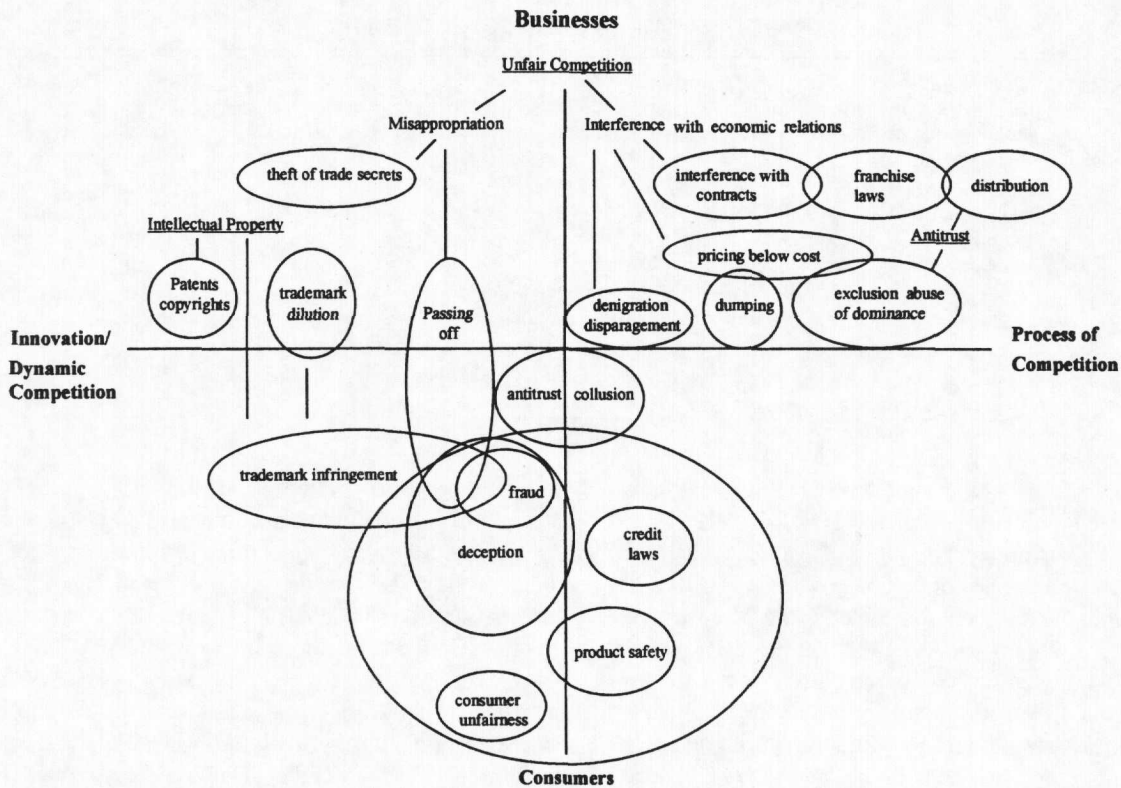 Businesses
Unfair Competition
Misappropriation
Interference with economic relations
theft of trade secrets
interference with
contracts
franchise
laws
distribution
Intellectual Property
Antitrust
pricing below cost
Patents
copyrights
trademark
dilution
Passing
off
denigration
disparagement
dumping
exclusion abuse
of dominance
Innovation/
Dynamic
Competition
Process of
Competition
antitrust
collusion
trademark infringement
fraud
deception
credit
laws
product safety
consumer
unfairness
Consumers